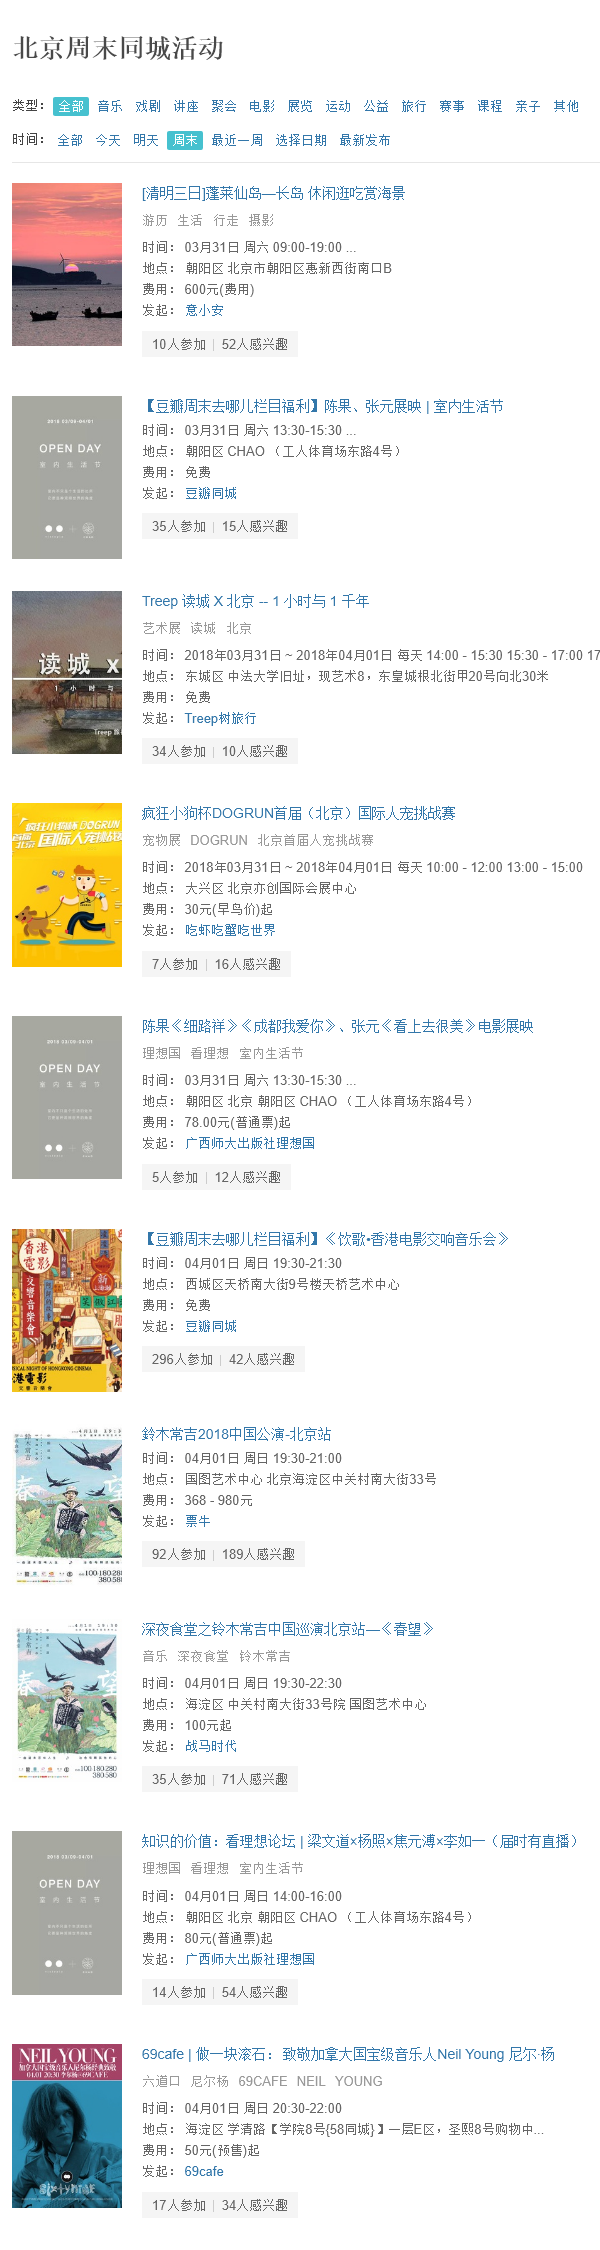 北京周末同城活动
类型： 全部 音乐 戏剧 讲座 聚会 电影 展览 运动 公益 旅行 赛事 课程 亲子 其他
时间： 全部 今天 明天 周末 最近一周 选择日期 最新发布
[清明三日]蓬莱仙岛—长岛 休闲逛吃赏海景
游历 生活 行走 摄影
时间： 03月31日 周六 09:00-19:00 ...
地点： 朝阳区 北京市朝阳区惠新西街南口B
费用： 600元(费用)
发起： 意小安
10人参加 | 52人感兴趣
2018 03/09-04/01
OPEN DAY
室内生活节
【豆瓣周末去哪儿栏目福利】陈果、张元展映 | 室内生活节
时间： 03月31日 周六 13:30-15:30 ...
地点： 朝阳区 CHAO （工人体育场东路4号）
费用： 免费
发起： 豆瓣同城
35人参加 | 15人感兴趣
读城 x
1 小 时 与
Treep
Treep 读城 X 北京 -- 1 小时与 1 千年
艺术展 读城 北京
时间： 2018年03月31日 ~ 2018年04月01日 每天 14:00 - 15:30 15:30 - 17:00 17
地点： 东城区 中法大学旧址，现艺术8，东皇城根北街甲20号向北30米
费用： 免费
发起： Treep树旅行
34人参加 | 10人感兴趣
疯狂小狗杯DOGRUN
首届北京国际人宠挑战赛
疯狂小狗杯DOGRUN首届（北京）国际人宠挑战赛
宠物展 DOGRUN 北京首届人宠挑战赛
时间： 2018年03月31日 ~ 2018年04月01日 每天 10:00 - 12:00 13:00 - 15:00
地点： 大兴区 北京亦创国际会展中心
费用： 30元(早鸟价)起
发起： 吃虾吃蟹吃世界
7人参加 | 16人感兴趣
2018 03/09-04/01
OPEN DAY
室内生活节
陈果《细路祥》《成都我爱你》、张元《看上去很美》电影展映
理想国 看理想 室内生活节
时间： 03月31日 周六 13:30-15:30 ...
地点： 朝阳区 北京 朝阳区 CHAO （工人体育场东路4号）
费用： 78.00元(普通票)起
发起： 广西师大出版社理想国
5人参加 | 12人感兴趣
香港
電影
交響音樂會
ICAL NIGHT OF HONGKONG CINEMA
港電影
交響音樂會
【豆瓣周末去哪儿栏目福利】《饮歌•香港电影交响音乐会》
时间： 04月01日 周日 19:30-21:30
地点： 西城区天桥南大街9号楼天桥艺术中心
费用： 免费
发起： 豆瓣同城
296人参加 | 42人感兴趣
春望
100·180·280
380·580
鈴木常吉2018中国公演-北京站
时间： 04月01日 周日 19:30-21:00
地点： 国图艺术中心 北京海淀区中关村南大街33号
费用： 368 - 980元
发起： 票牛
92人参加 | 189人感兴趣
春望
100·180·280
380·580
深夜食堂之铃木常吉中国巡演北京站—《春望》
音乐 深夜食堂 铃木常吉
时间： 04月01日 周日 19:30-22:30
地点： 海淀区 中关村南大街33号院 国图艺术中心
费用： 100元起
发起： 战马时代
35人参加 | 71人感兴趣
2018 03/09-04/01
OPEN DAY
室内生活节
知识的价值：看理想论坛 | 梁文道×杨照×焦元溥×李如一（届时有直播）
理想国 看理想 室内生活节
时间： 04月01日 周日 14:00-16:00
地点： 朝阳区 北京 朝阳区 CHAO （工人体育场东路4号）
费用： 80元(普通票)起
发起： 广西师大出版社理想国
14人参加 | 54人感兴趣
NEIL YOUNG
加拿大国宝级音乐人尼尔杨经典致敬
04.01 20:30 李尔杨@69CAFE
sixtynine
69cafe | 做一块滚石：致敬加拿大国宝级音乐人Neil Young 尼尔·杨
六道口 尼尔杨 69CAFE NEIL YOUNG
时间： 04月01日 周日 20:30-22:00
地点： 海淀区 学清路【学院8号{58同城}】一层E区，圣熙8号购物中...
费用： 50元(预售)起
发起： 69cafe
17人参加 | 34人感兴趣